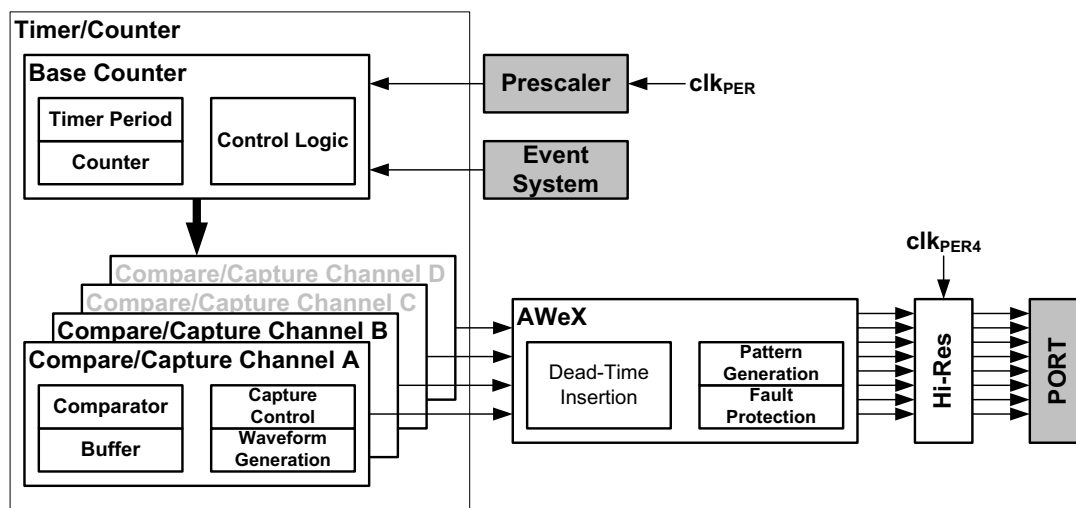 Timer/Counter
Base Counter
Timer Period
Counter
Control Logic
Prescaler
clkPER
Event
System
Compare/Capture Channel D
Compare/Capture Channel C
Compare/Capture Channel B
Compare/Capture Channel A
Comparator
Buffer
Capture
Control
Waveform
Generation
AWeX
Dead-Time
Insertion
Pattern
Generation
Fault
Protection
clkPER4
Hi-Res
PORT